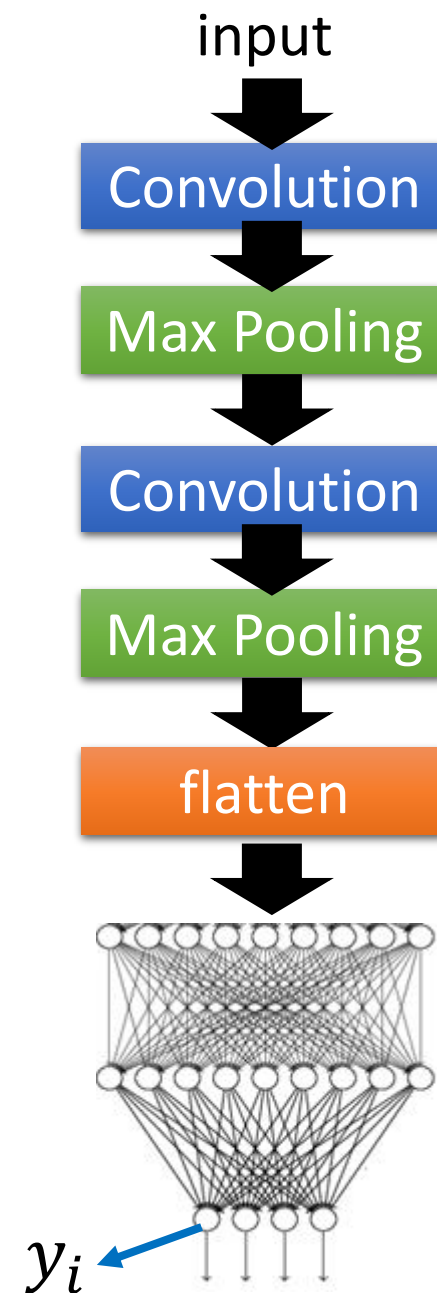 input
Convolution
Max Pooling
Convolution
Max Pooling
flatten
yᵢ